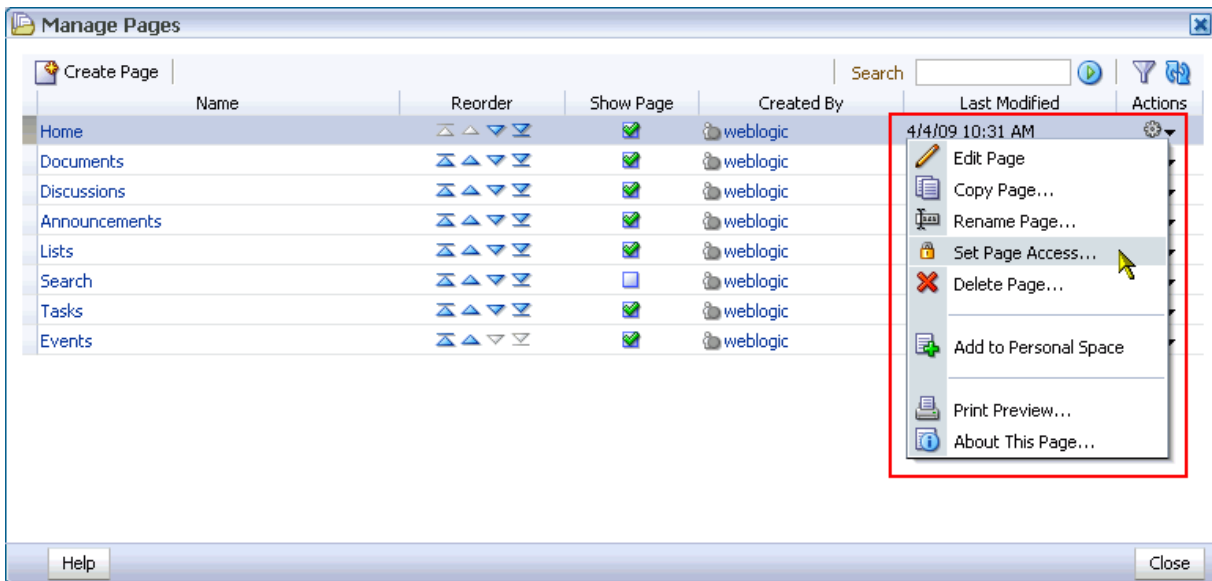 Manage Pages
Create Page Search
Name Reorder Show Page Created By Last Modified Actions
Home weblogic 4/4/09 10:31 AM
Documents weblogic
Edit Page
Discussions weblogic
Copy Page...
Announcements weblogic
Rename Page...
Lists weblogic
Set Page Access...
Search weblogic
Delete Page...
Tasks weblogic
Events weblogic
Add to Personal Space
Print Preview...
About This Page...
Help Close